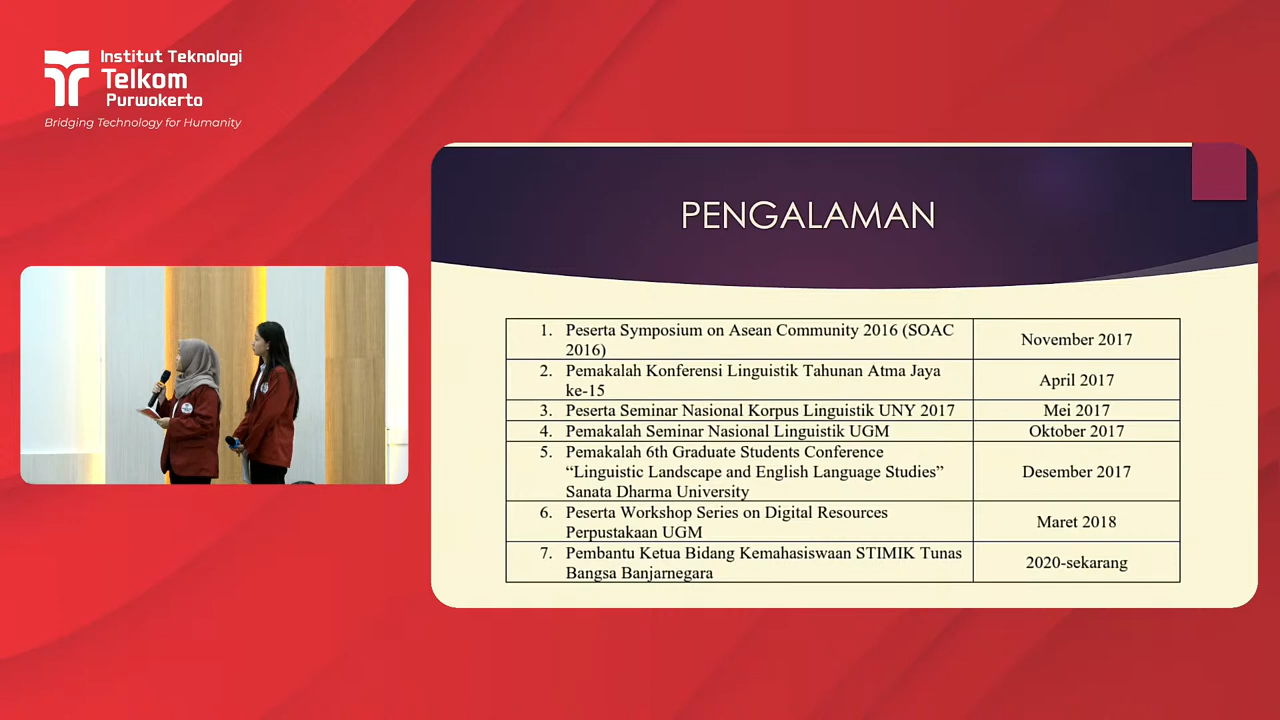 Institut Teknologi
Telkom
Purwokerto
Bridging Technology for Humanity
PENGALAMAN
1. Peserta Symposium on Asean Community 2016 (SOAC
2016)
November 2017
2. Pemakalah Konferensi Linguistik Tahunan Atma Jaya
ke-15
April 2017
3. Peserta Seminar Nasional Korpus Linguistik UNY 2017
Mei 2017
4. Pemakalah Seminar Nasional Linguistik UGM
Oktober 2017
5. Pemakalah 6th Graduate Students Conference
“Linguistic Landscape and English Language Studies”
Sanata Dharma University
Desember 2017
6. Peserta Workshop Series on Digital Resources
Perpustakaan UGM
Maret 2018
7. Pembantu Ketua Bidang Kemahasiswaan STIMIK Tunas
Bangsa Banjarnegara
2020-sekarang